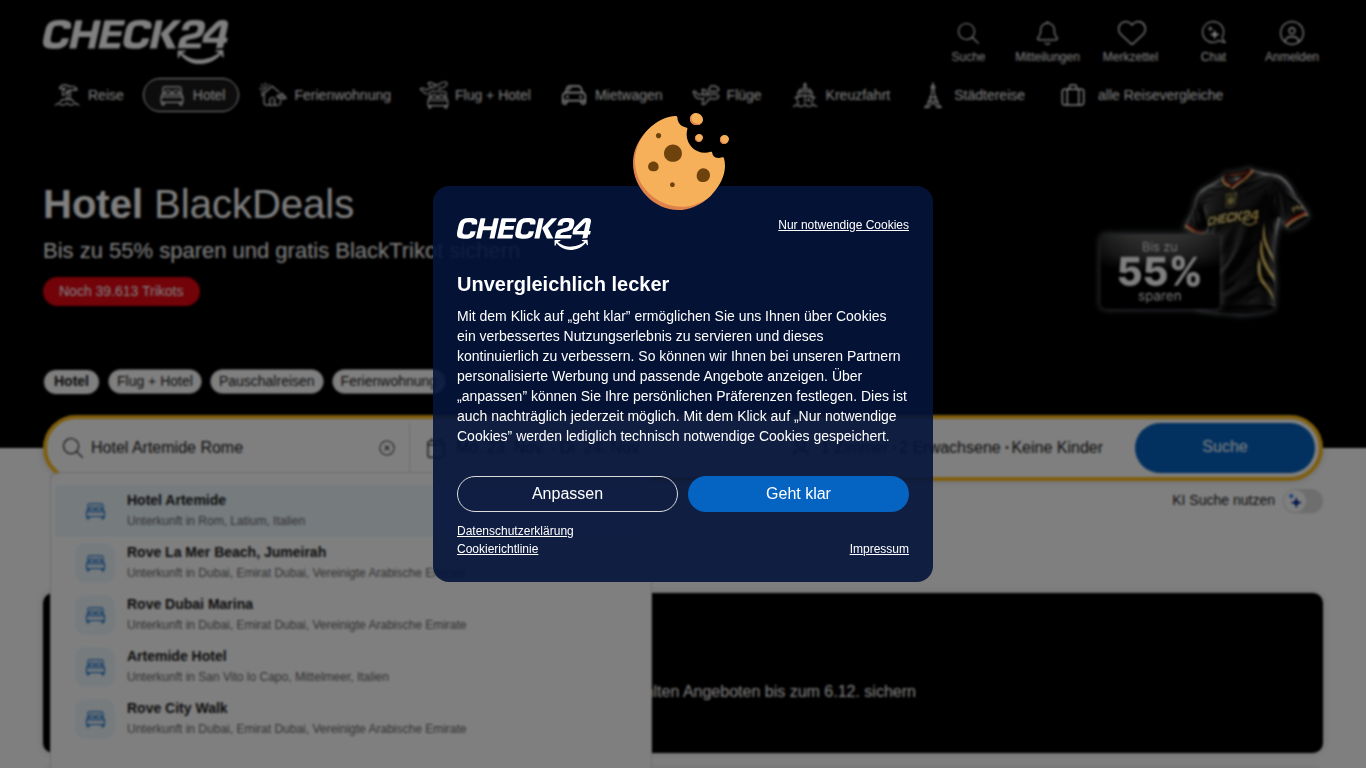 CHECK24
Suche
Mitteilungen
Merkzettel
Chat
Anmelden
Reise
Hotel
Ferienwohnung
Flug + Hotel
Mietwagen
Flüge
Kreuzfahrt
Städtereise
alle Reisevergleiche
Hotel BlackDeals
Bis zu 55% sparen und gratis BlackTrikot sichern
Noch 39.613 Trikots
CHECK24
Bis zu
55%
sparen
Hotel
Flug + Hotel
Pauschalreisen
Ferienwohnung
Hotel Artemide Rome
Erwachsene · Keine Kinder
Suche
KI Suche nutzen
Hotel Artemide
Unterkunft in Rom, Latium, Italien
Rove La Mer Beach, Jumeirah
Unterkunft in Dubai, Emirat Dubai, Vereinigte Arabische Emirate
Rove Dubai Marina
Unterkunft in Dubai, Emirat Dubai, Vereinigte Arabische Emirate
Artemide Hotel
Unterkunft in San Vito lo Capo, Mittelmeer, Italien
Rove City Walk
Unterkunft in Dubai, Emirat Dubai, Vereinigte Arabische Emirate
Angeboten bis zum 6.12. sichern
CHECK24
Nur notwendige Cookies
Unvergleichlich lecker
Mit dem Klick auf „geht klar” ermöglichen Sie uns Ihnen über Cookies
ein verbessertes Nutzungserlebnis zu servieren und dieses
kontinuierlich zu verbessern. So können wir Ihnen bei unseren Partnern
personalisierte Werbung und passende Angebote anzeigen. Über
„anpassen” können Sie Ihre persönlichen Präferenzen festlegen. Dies ist
auch nachträglich jederzeit möglich. Mit dem Klick auf „Nur notwendige
Cookies” werden lediglich technisch notwendige Cookies gespeichert.
Anpassen
Geht klar
Datenschutzerklärung
Cookierichtlinie
Impressum